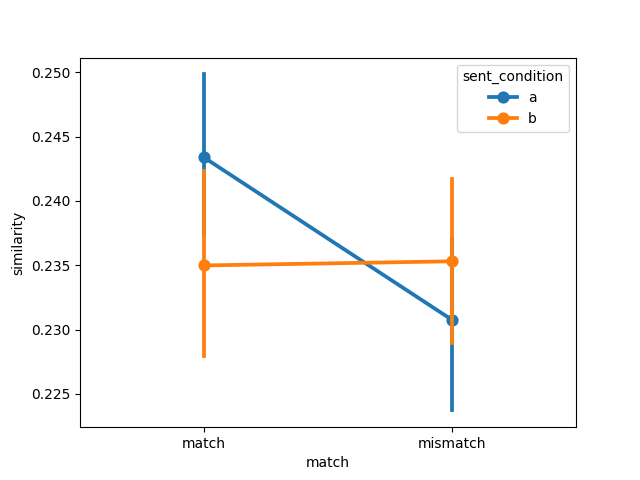 0.250
0.245
0.240
0.235
0.230
0.225
similarity
match
mismatch
match
sent_condition
a
b